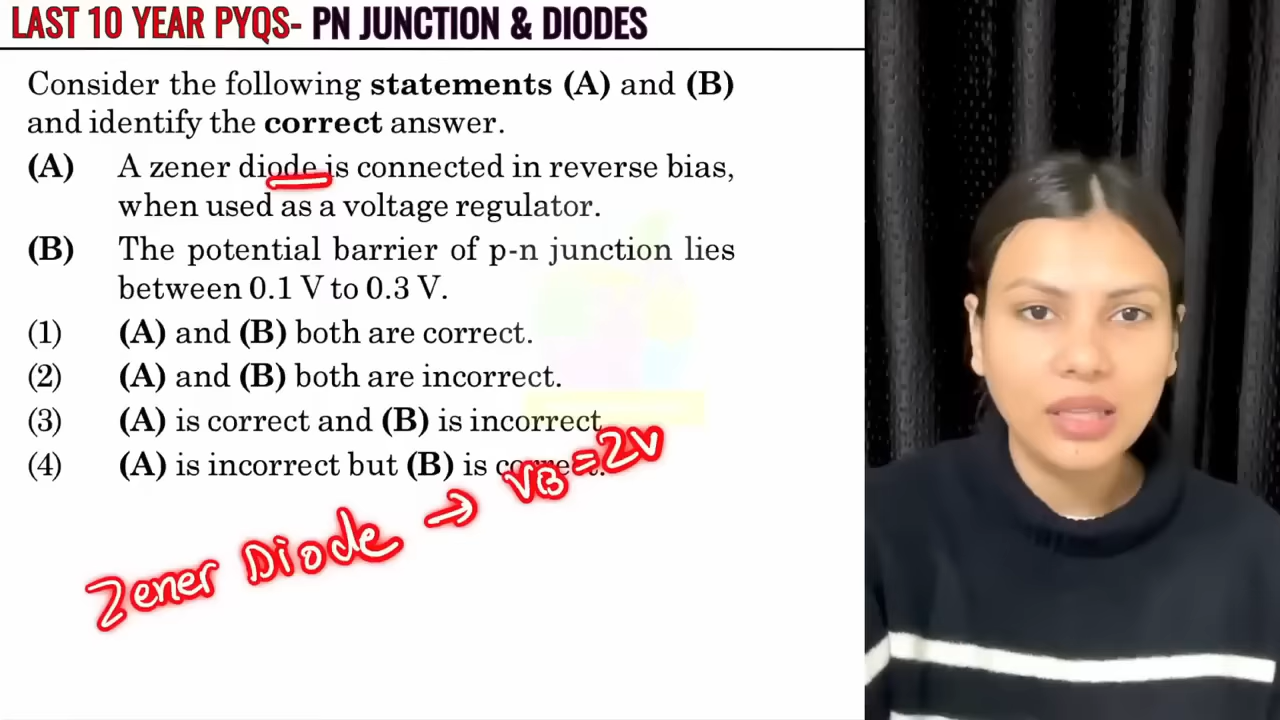 LAST 10 YEAR PYQS- PN JUNCTION & DIODES
Consider the following statements (A) and (B)
and identify the correct answer.
(A) A zener diode is connected in reverse bias,
when used as a voltage regulator.
(B) The potential barrier of p-n junction lies
between 0.1 V to 0.3 V.
(1) (A) and (B) both are correct.
(2) (A) and (B) both are incorrect.
(3) (A) is correct and (B) is incorrect
(4) (A) is incorrect but (B) is correct.
Zener Diode → VB = 2V